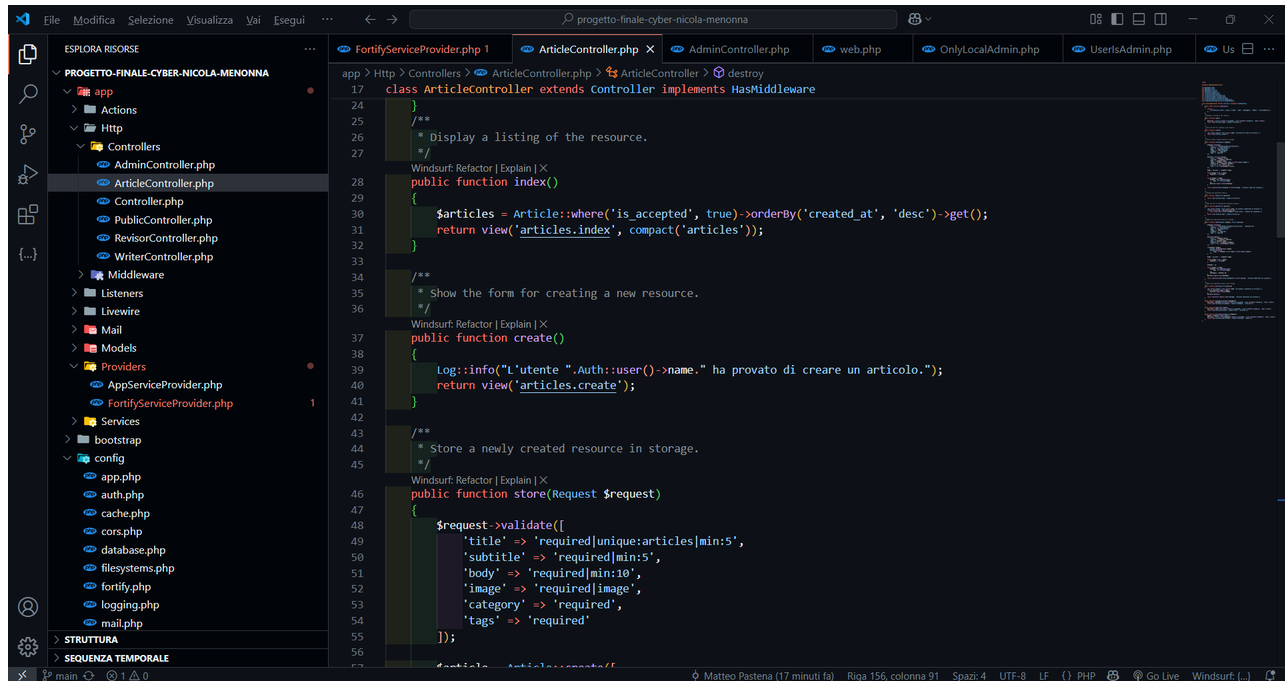 File Modifica Selezione Visualizza Vai Esegui ··· progetto-finale-cyber-nicola-menonna
ESPLORA RISORSE ···
PROGETTO-FINALE-CYBER-NICOLA-MENONNA
app
Actions
Http
Controllers
AdminController.php
ArticleController.php
Controller.php
PublicController.php
RevisorController.php
WriterController.php
Middleware
Listeners
Livewire
Mail
Models
Providers
AppServiceProvider.php
FortifyServiceProvider.php 1
Services
bootstrap
config
app.php
auth.php
cache.php
cors.php
database.php
filesystems.php
fortify.php
logging.php
mail.php
STRUTTURA
SEQUENZA TEMPORALE
FortifyServiceProvider.php 1 ArticleController.php AdminController.php web.php OnlyLocalAdmin.php UserIsAdmin.php Us ···
app > Http > Controllers > ArticleController.php > ArticleController > destroy
17 class ArticleController extends Controller implements HasMiddleware
24 }
25 /**
26 * Display a listing of the resource.
27 */
Windsurf: Refactor | Explain | X
28 public function index()
29 {
30 $articles = Article::where('is_accepted', true)->orderBy('created_at', 'desc')->get();
31 return view('articles.index', compact('articles'));
32 }
33
34 /**
35 * Show the form for creating a new resource.
36 */
Windsurf: Refactor | Explain | X
37 public function create()
38 {
39 Log::info("L'utente ".Auth::user()->name." ha provato di creare un articolo.");
40 return view('articles.create');
41 }
42
43 /**
44 * Store a newly created resource in storage.
45 */
Windsurf: Refactor | Explain | X
46 public function store(Request $request)
47 {
48 $request->validate([
49 'title' => 'required|unique:articles|min:5',
50 'subtitle' => 'required|min:5',
51 'body' => 'required|min:10',
52 'image' => 'required|image',
53 'category' => 'required',
54 'tags' => 'required'
55 ]);
56
57 $article = Article::create([
main 1 0 Matteo Pastena (17 minuti fa) Riga 156, colonna 91 Spazi: 4 UTF-8 LF {} PHP Go Live Windsurf: {...}